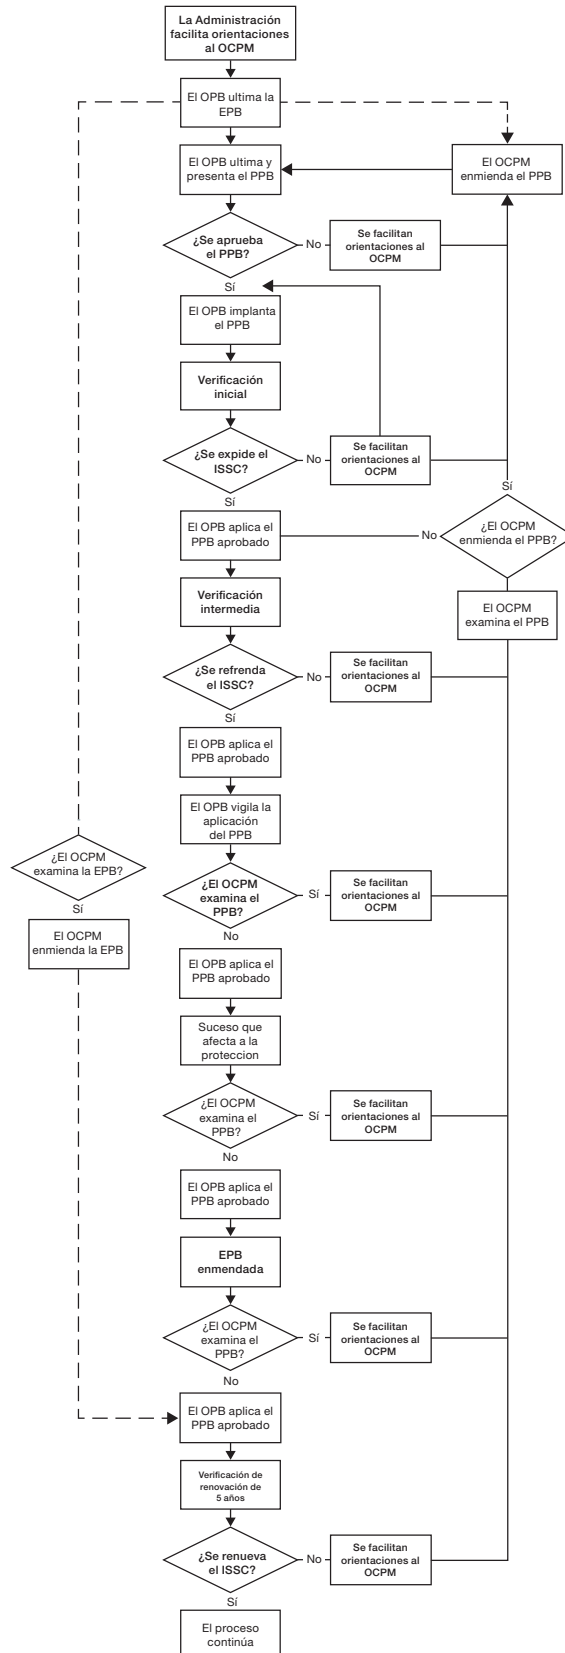 La Administración
facilita orientaciones
al OCPM
El OPB ultima la
EPB
El OPB ultima y
presenta el PPB
El OCPM
enmienda el PPB
¿Se aprueba
el PPB?
No
Se facilitan
orientaciones al
OCPM
Sí
El OPB implanta
el PPB
Verificación
inicial
¿Se expide el
ISSC?
No
Se facilitan
orientaciones al
OCPM
Sí
Sí
El OPB aplica el
PPB aprobado
No
¿El OCPM
enmienda el PPB?
Verificación
intermedia
El OCPM
examina el PPB
¿Se refrenda
el ISSC?
No
Se facilitan
orientaciones al
OCPM
Sí
El OPB aplica el
PPB aprobado
El OPB vigila la
aplicación
del PPB
¿El OCPM
examina la EPB?
Sí
El OCPM
enmienda la EPB
¿El OCPM
examina el
PPB?
Sí
Se facilitan
orientaciones al
OCPM
No
El OPB aplica el
PPB aprobado
Suceso que
afecta a la
proteccion
¿El OCPM
examina el
PPB?
Sí
Se facilitan
orientaciones al
OCPM
No
El OPB aplica el
PPB aprobado
EPB
enmendada
¿El OCPM
examina el
PPB?
Sí
Se facilitan
orientaciones al
OCPM
No
El OPB aplica el
PPB aprobado
Verificación de
renovación de
5 años
¿Se renueva
el ISSC?
No
Se facilitan
orientaciones al
OCPM
Sí
El proceso
continúa